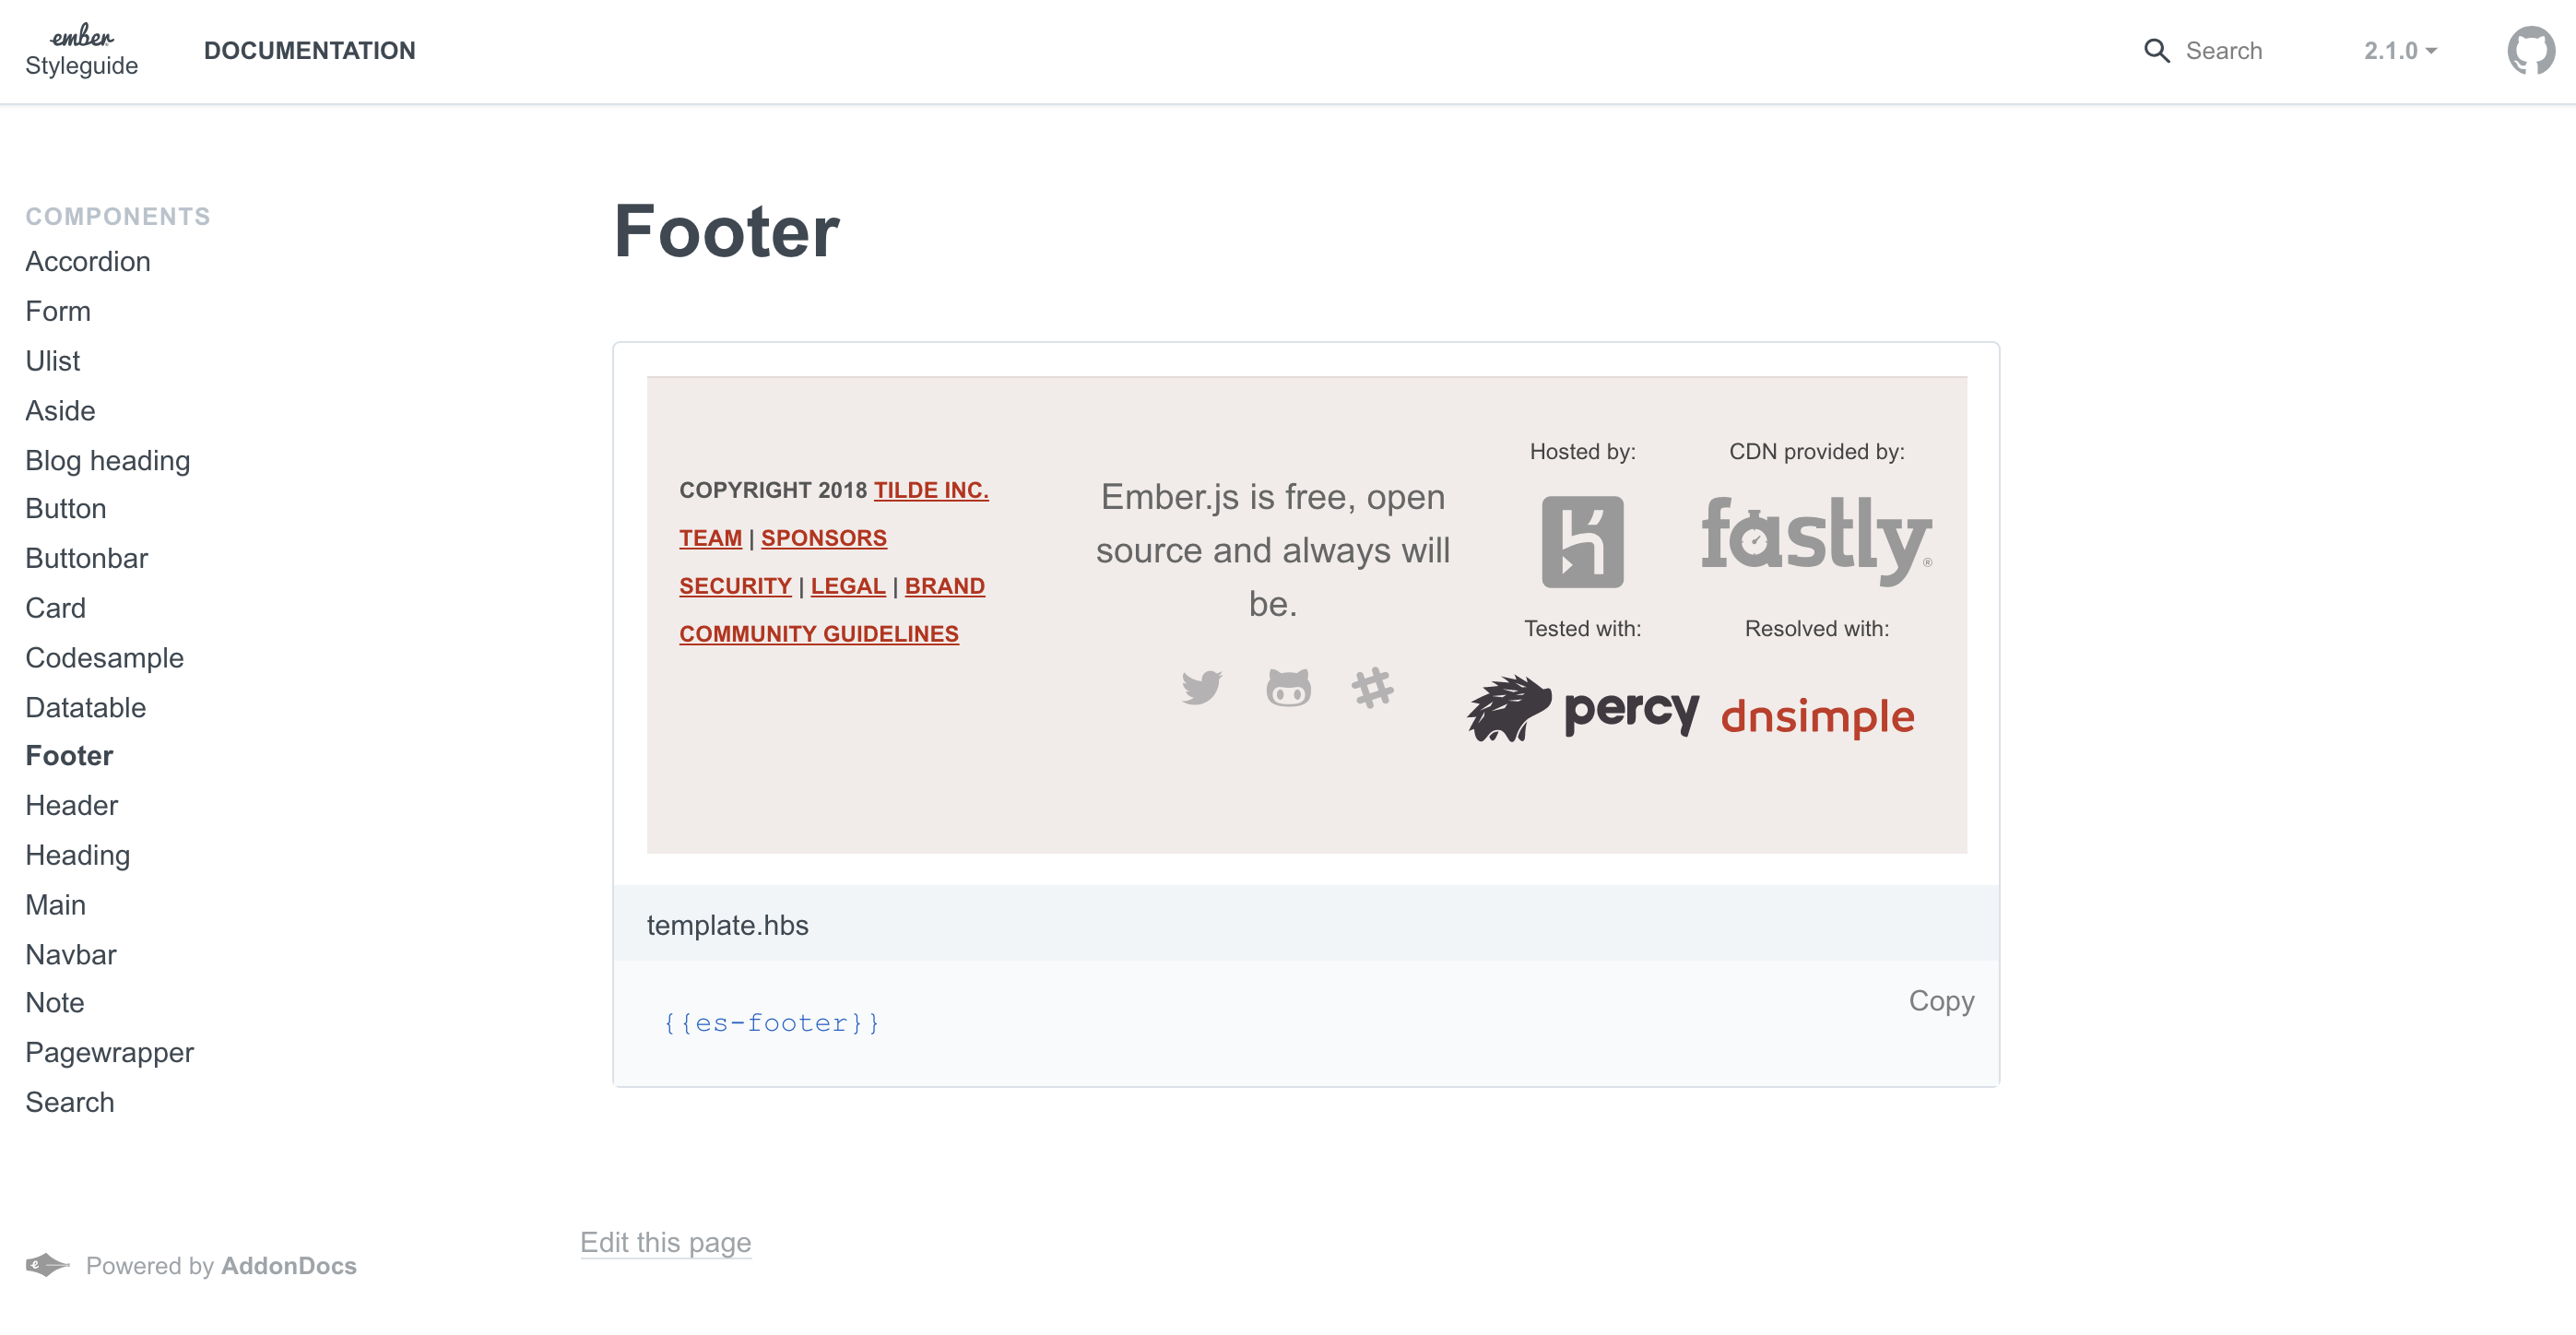 ember
Styleguide
DOCUMENTATION
Search
2.1.0
COMPONENTS
Accordion
Form
Ulist
Aside
Blog heading
Button
Buttonbar
Card
Codesample
Datatable
Footer
Header
Heading
Main
Navbar
Note
Pagewrapper
Search
Powered by AddonDocs
Footer
COPYRIGHT 2018 TILDE INC.
TEAM | SPONSORS
SECURITY | LEGAL | BRAND
COMMUNITY GUIDELINES
Ember.js is free, open
source and always will
be.
Hosted by:
CDN provided by:
fastly®
Tested with:
percy
Resolved with:
dnsimple
template.hbs
Copy
{{es-footer}}
Edit this page